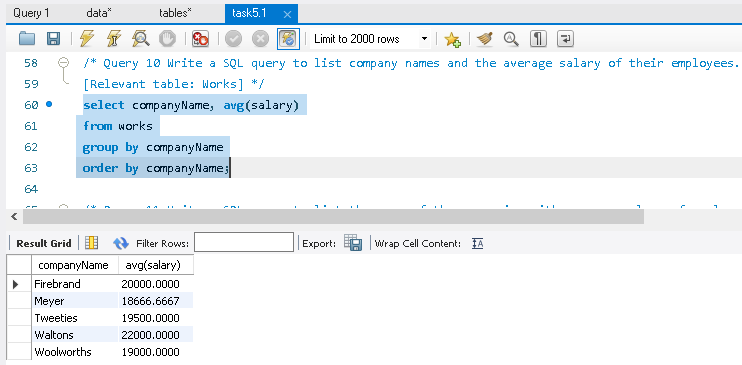 Query 1 data* tables* task5.1
Limit to 2000 rows
58 /* Query 10 Write a SQL query to list company names and the average salary of their employees.
59 [Relevant table: Works] */
60 select companyName, avg(salary)
61 from works
62 group by companyName
63 order by companyName;
64
Result Grid Filter Rows: Export: Wrap Cell Content:
companyName avg(salary)
Firebrand 20000.0000
Meyer 18666.6667
Tweeties 19500.0000
Waltons 22000.0000
Woolworths 19000.0000